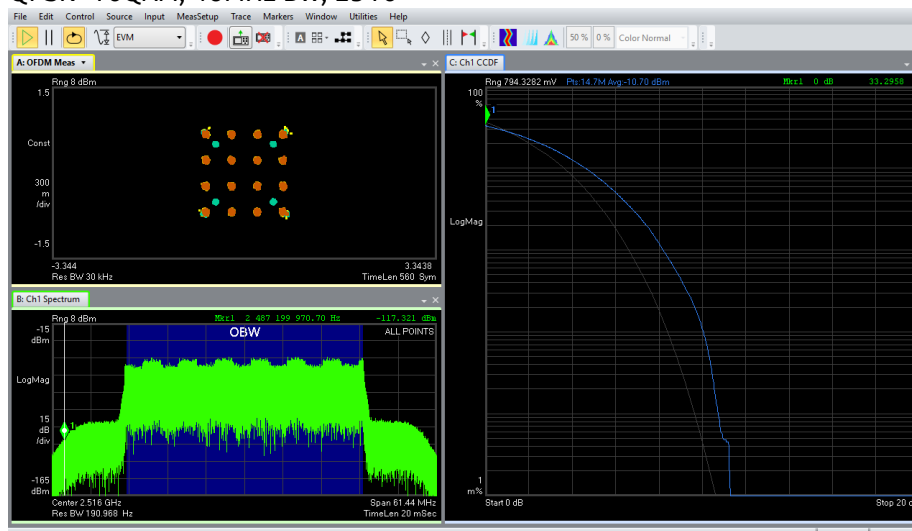 File Edit Control Source Input MeasSetup Trace Markers Window Utilities Help
EVM
A
50 % 0 % Color Normal
A: OFDM Meas
Rng 8 dBm
1.5
Const
300
m
/div
-1.5
-3.344 3.3438
Res BW 30 kHz TimeLen 560 Sym
B: Ch1 Spectrum
Rng 8 dBm Mkr1 2 487 199 970.70 Hz -117.321 dBm
-15 OBW ALL POINTS
dBm
LogMag
15
dB 1
/div
-165
dBm
Center 2.516 GHz Span 61.44 MHz
Res BW 190.968 Hz TimeLen 20 mSec
C: Ch1 CCDF
Rng 794.3282 mV Pts:14.7M Avg:-10.70 dBm Mkr1 0 dB 33.2958
100
%
1
LogMag
1
m%
Start 0 dB Stop 20 d